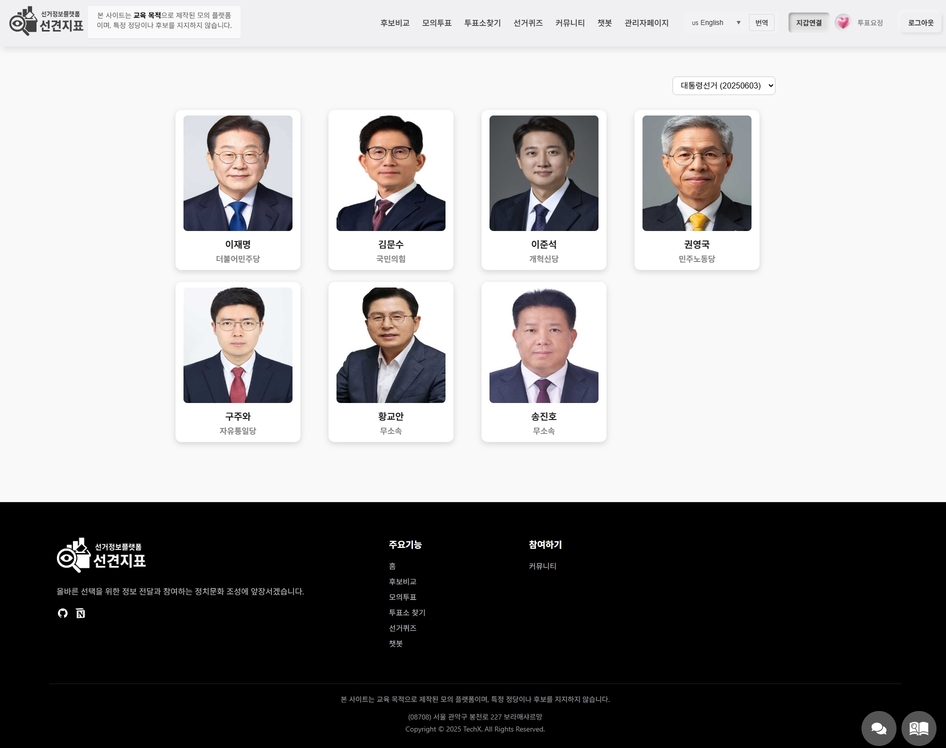 선거정보플랫폼
선견지표
본 사이트는 교육 목적으로 제작된 모의 플랫폼
이며, 특정 정당이나 후보를 지지하지 않습니다.
후보비교 모의투표 투표소찾기 선거퀴즈 커뮤니티 챗봇 관리자페이지
us English ▼ 번역 지갑연결 투표요정 로그아웃
대통령선거 (20250603)
이재명 김문수 이준석 권영국
더불어민주당 국민의힘 개혁신당 민주노동당
구주와 황교안 송진호
자유통일당 무소속 무소속
선거정보플랫폼
선견지표
올바른 선택을 위한 정보 전달과 참여하는 정치문화 조성에 앞장서겠습니다.
주요기능
홈
후보비교
모의투표
투표소 찾기
선거퀴즈
챗봇
참여하기
커뮤니티
본 사이트는 교육 목적으로 제작된 모의 플랫폼이며, 특정 정당이나 후보를 지지하지 않습니다.
(08708) 서울 관악구 봉천로 227 보라매샤르망
Copyright © 2025 TechX. All Rights Reserved.